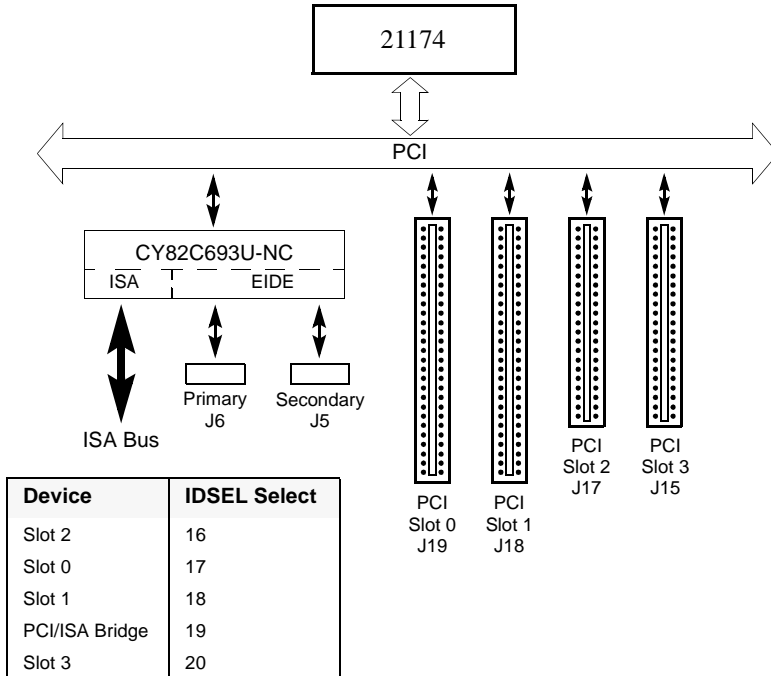 21174
PCI
CY82C693U-NC
ISA EIDE
Primary
J6
Secondary
J5
ISA Bus
PCI
Slot 0
J19
PCI
Slot 1
J18
PCI
Slot 2
J17
PCI
Slot 3
J15
Device IDSEL Select
Slot 2 16
Slot 0 17
Slot 1 18
PCI/ISA Bridge 19
Slot 3 20